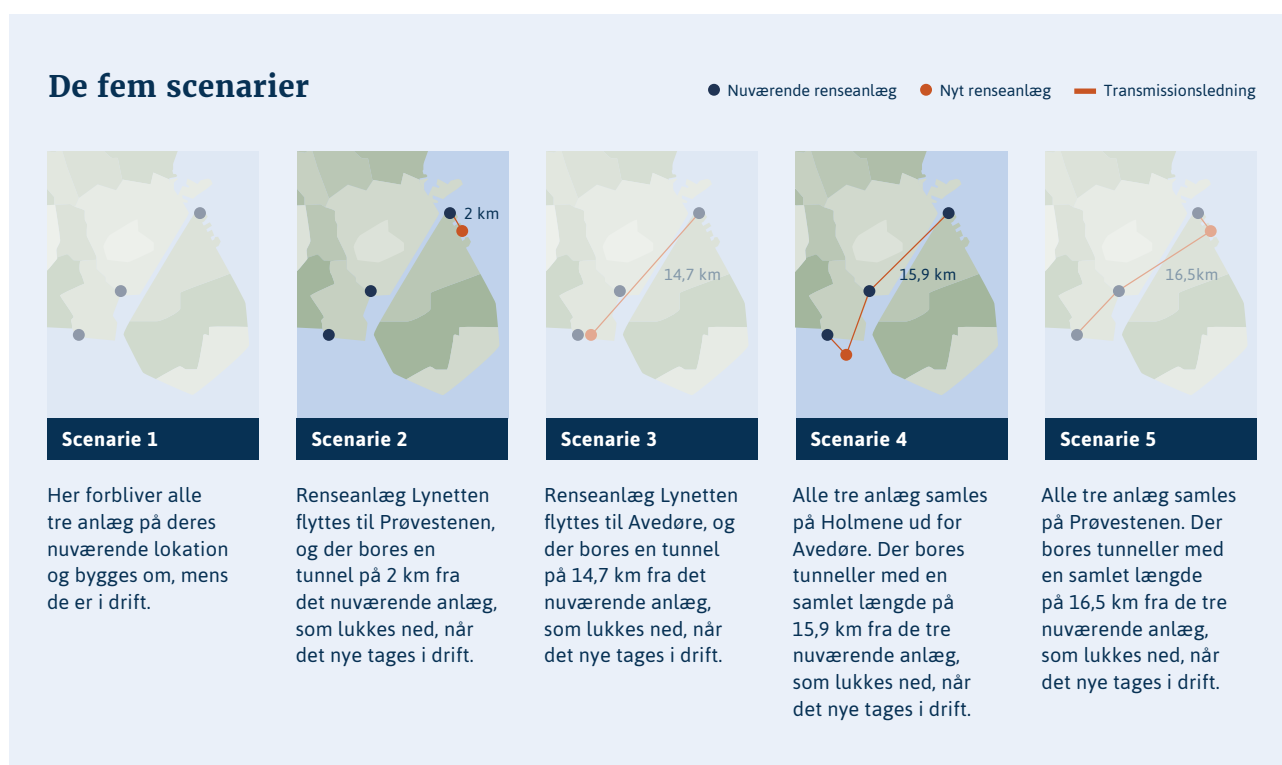 De fem scenarier
Nuværende renseanlæg
Nyt renseanlæg
Transmissionsledning
2 km
14,7 km
15,9 km
16,5km
Scenarie 1
Her forbliver alle
tre anlæg på deres
nuværende lokation
og bygges om, mens
de er i drift.
Scenarie 2
Renseanlæg Lynetten
flyttes til Prøvestenen,
og der bores en
tunnel på 2 km fra
det nuværende anlæg,
som lukkes ned, når
det nye tages i drift.
Scenarie 3
Renseanlæg Lynetten
flyttes til Avedøre, og
der bores en tunnel
på 14,7 km fra det
nuværende anlæg,
som lukkes ned, når
det nye tages i drift.
Scenarie 4
Alle tre anlæg samles
på Holmene ud for
Avedøre. Der bores
tunneller med en
samlet længde på
15,9 km fra de tre
nuværende anlæg,
som lukkes ned, når
det nye tages i drift.
Scenarie 5
Alle tre anlæg samles
på Prøvestenen. Der
bores tunneller med
en samlet længde
på 16,5 km fra de tre
nuværende anlæg,
som lukkes ned, når
det nye tages i drift.